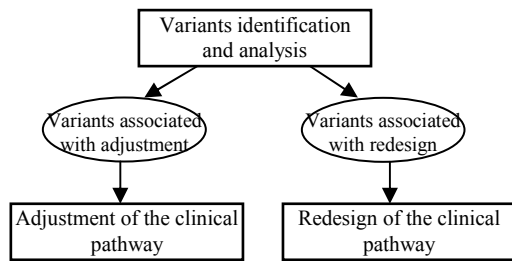 Variants identification
and analysis
Variants associated
with adjustment
Variants associated
with redesign
Adjustment of the clinical
pathway
Redesign of the clinical
pathway